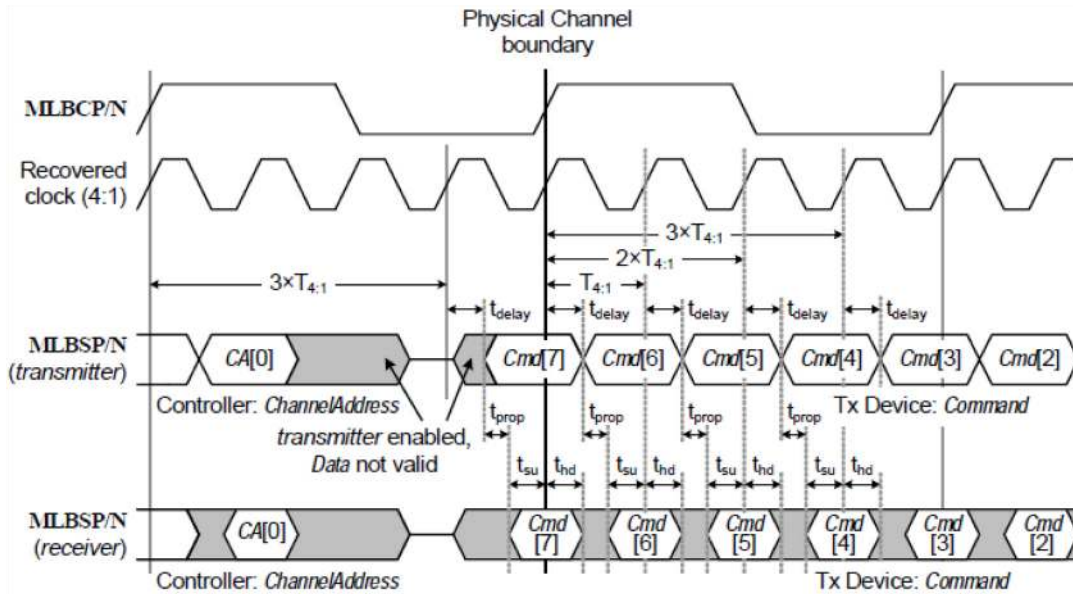 Physical Channel
boundary
MLBCP/N
Recovered
clock (4:1)
3×T4:1
2×T4:1
3×T4:1
T4:1
tdelay
tdelay
tdelay
tdelay
tdelay
MLBSP/N
(transmitter)
CA[0]
Cmd[7]
Cmd[6]
Cmd[5]
Cmd[4]
Cmd[3]
Cmd[2]
Controller: ChannelAddress
Tx Device: Command
transmitter enabled,
Data not valid
tprop
tprop
tprop
tprop
tsu
thd
tsu
thd
tsu
thd
tsu
thd
MLBSP/N
(receiver)
CA[0]
Cmd
[7]
Cmd
[6]
Cmd
[5]
Cmd
[4]
Cmd
[3]
Cmd
[2]
Controller: ChannelAddress
Tx Device: Command